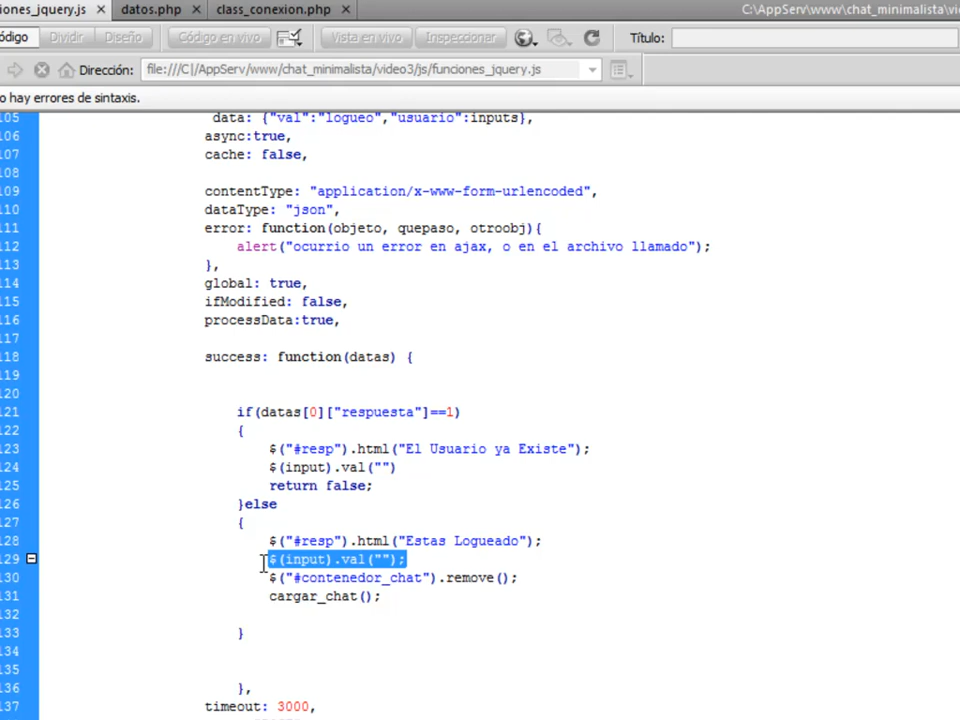 iones_jquery.js × datos.php × class_conexion.php × C:\AppServ\www\chat_minimalista\vid
ódigo Dividir Diseño Código en vivo Vista en vivo Inspeccionar Título:
Dirección: file:///C|/AppServ/www/chat_minimalista/video3/js/funciones_jquery.js
o hay errores de sintaxis.
105 data: {"val":"logueo","usuario":inputs},
106 async:true,
107 cache: false,
108
109 contentType: "application/x-www-form-urlencoded",
110 dataType: "json",
111 error: function(objeto, quepaso, otroobj){
112 alert("ocurrio un error en ajax, o en el archivo llamado");
113 },
114 global: true,
115 ifModified: false,
116 processData:true,
117
118 success: function(datas) {
119
120
121 if(datas[0]["respuesta"]==1)
122 {
123 $("#resp").html("El Usuario ya Existe");
124 $(input).val("")
125 return false;
126 }else
127 {
128 $("#resp").html("Estas Logueado");
129 $(input).val("");
130 $("#contenedor_chat").remove();
131 cargar_chat();
132
133 }
134
135
136 },
137 timeout: 3000,